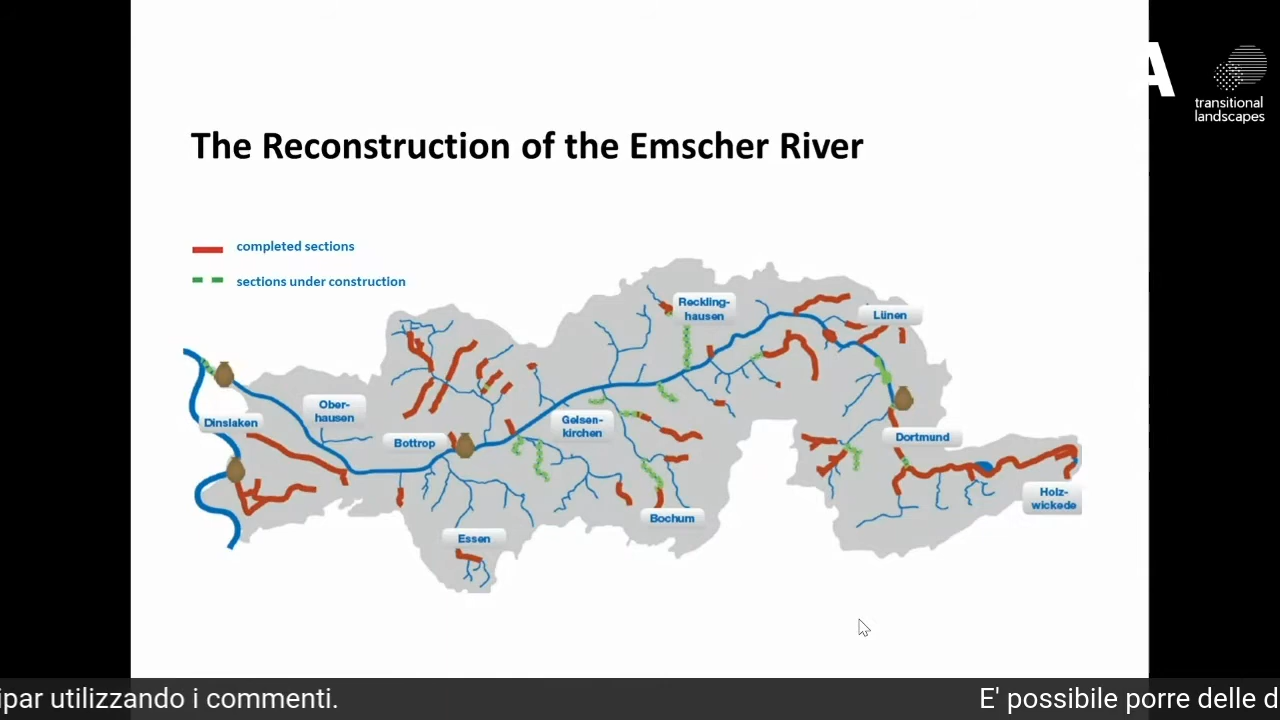 A
transitional
landscapes
The Reconstruction of the Emscher River
completed sections
sections under construction
Reckling-
hausen
Lünen
Ober-
hausen
Dinslaken
Gelsen-
kirchen
Bottrop
Dortmund
Holz-
wickede
Bochum
Essen
ipar utilizzando i commenti.
E' possibile porre delle d